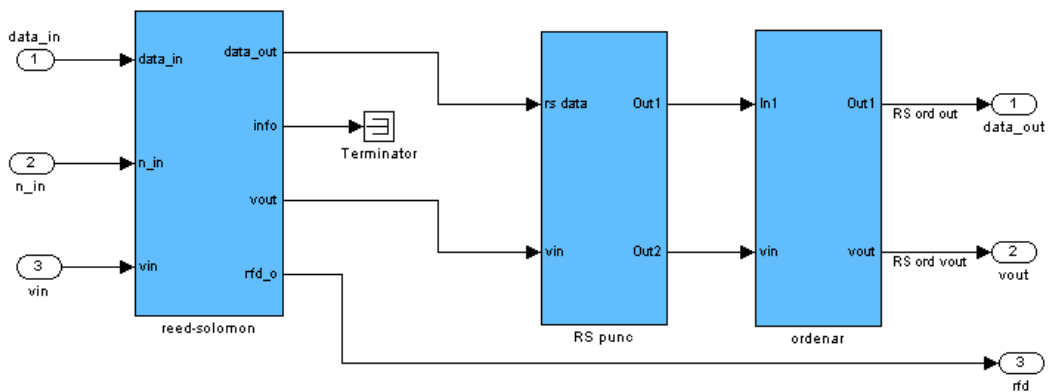 data_in
1
data_in
data_out
rs data
Out1
In1
Out1
RS ord out
1
data_out
info
Terminator
2
n_in
n_in
vout
vin
Out2
vin
vout
RS ord vout
2
vout
3
vin
vin
rfd_o
reed-solomon
RS punc
ordenar
3
rfd